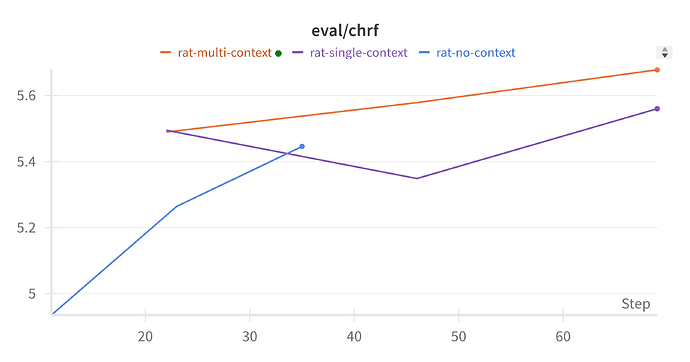 eval/chrf
rat-multi-context rat-single-context rat-no-context
5.6
5.4
5.2
5
Step
20 30 40 50 60